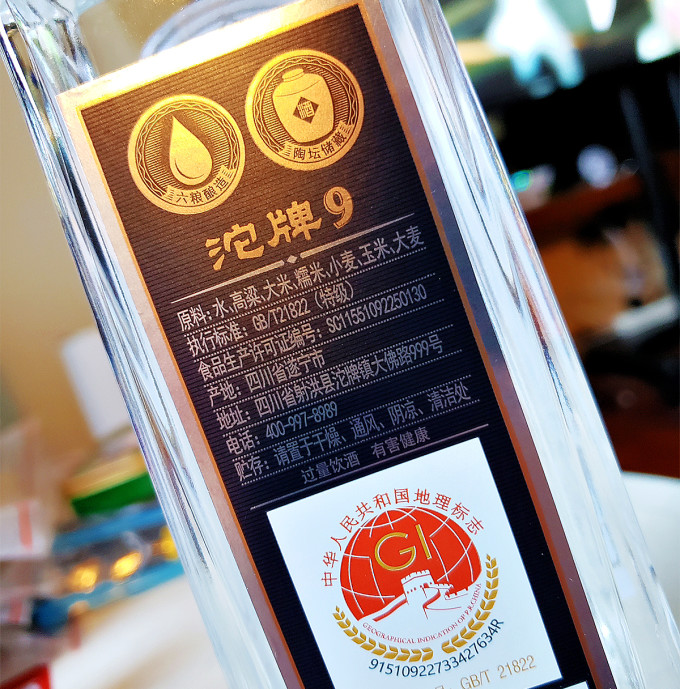 六粮酿造
酒
陶坛储藏
沱牌9
原料：水、高粱、大米、糯米、小麦、玉米、大麦
执行标准：GB/T21822（特级）
食品生产许可证编号：SC11551092250130
产地：四川省遂宁市
地址：四川省射洪县沱牌镇大佛路999号
电话：400-997-8989
贮存：请置于干燥、通风、阴凉、清洁处
过量饮酒 有害健康
中华人民共和国地理标志
GI
GEOGRAPHICAL INDICATION OF P.R.CHINA
91510922733427634R
号 GB/T 21822